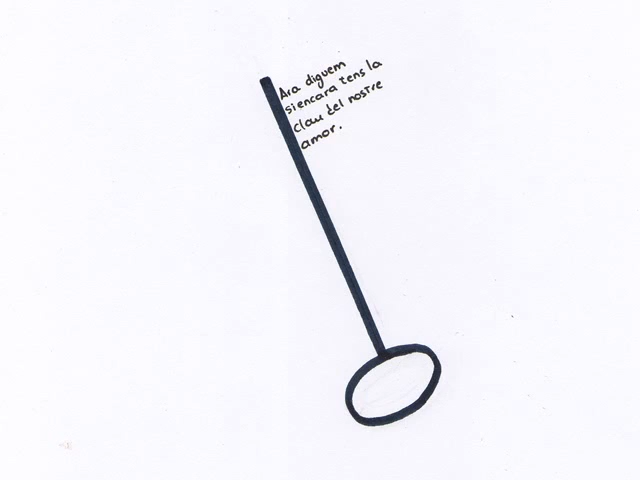 Ara diguem
siencara tens la
clau del nostre
amor.